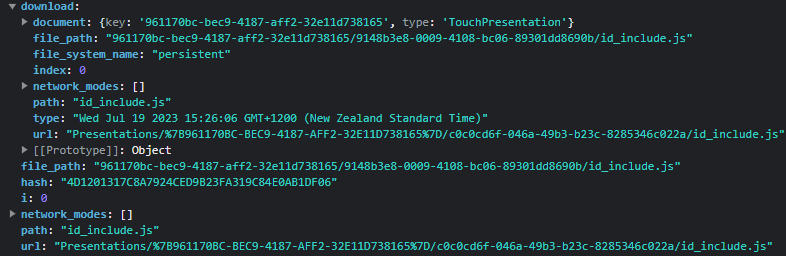 ▼ download:
▶ document: {key: '961170bc-bec9-4187-aff2-32e11d738165', type: 'TouchPresentation'}
file_path: "961170bc-bec9-4187-aff2-32e11d738165/9148b3e8-0009-4108-bc06-89301dd8690b/id_include.js"
file_system_name: "persistent"
index: 0
▶ network_modes: []
path: "id_include.js"
type: "Wed Jul 19 2023 15:26:06 GMT+1200 (New Zealand Standard Time)"
url: "Presentations/%7B961170BC-BEC9-4187-AFF2-32E11D738165%7D/c0c0cd6f-046a-49b3-b23c-8285346c022a/id_include.js"
▶ [[Prototype]]: Object
file_path: "961170bc-bec9-4187-aff2-32e11d738165/9148b3e8-0009-4108-bc06-89301dd8690b/id_include.js"
hash: "4D1201317C8A7924CED9B23FA319C84E0AB1DF06"
i: 0
▶ network_modes: []
path: "id_include.js"
url: "Presentations/%7B961170BC-BEC9-4187-AFF2-32E11D738165%7D/c0c0cd6f-046a-49b3-b23c-8285346c022a/id_include.js"